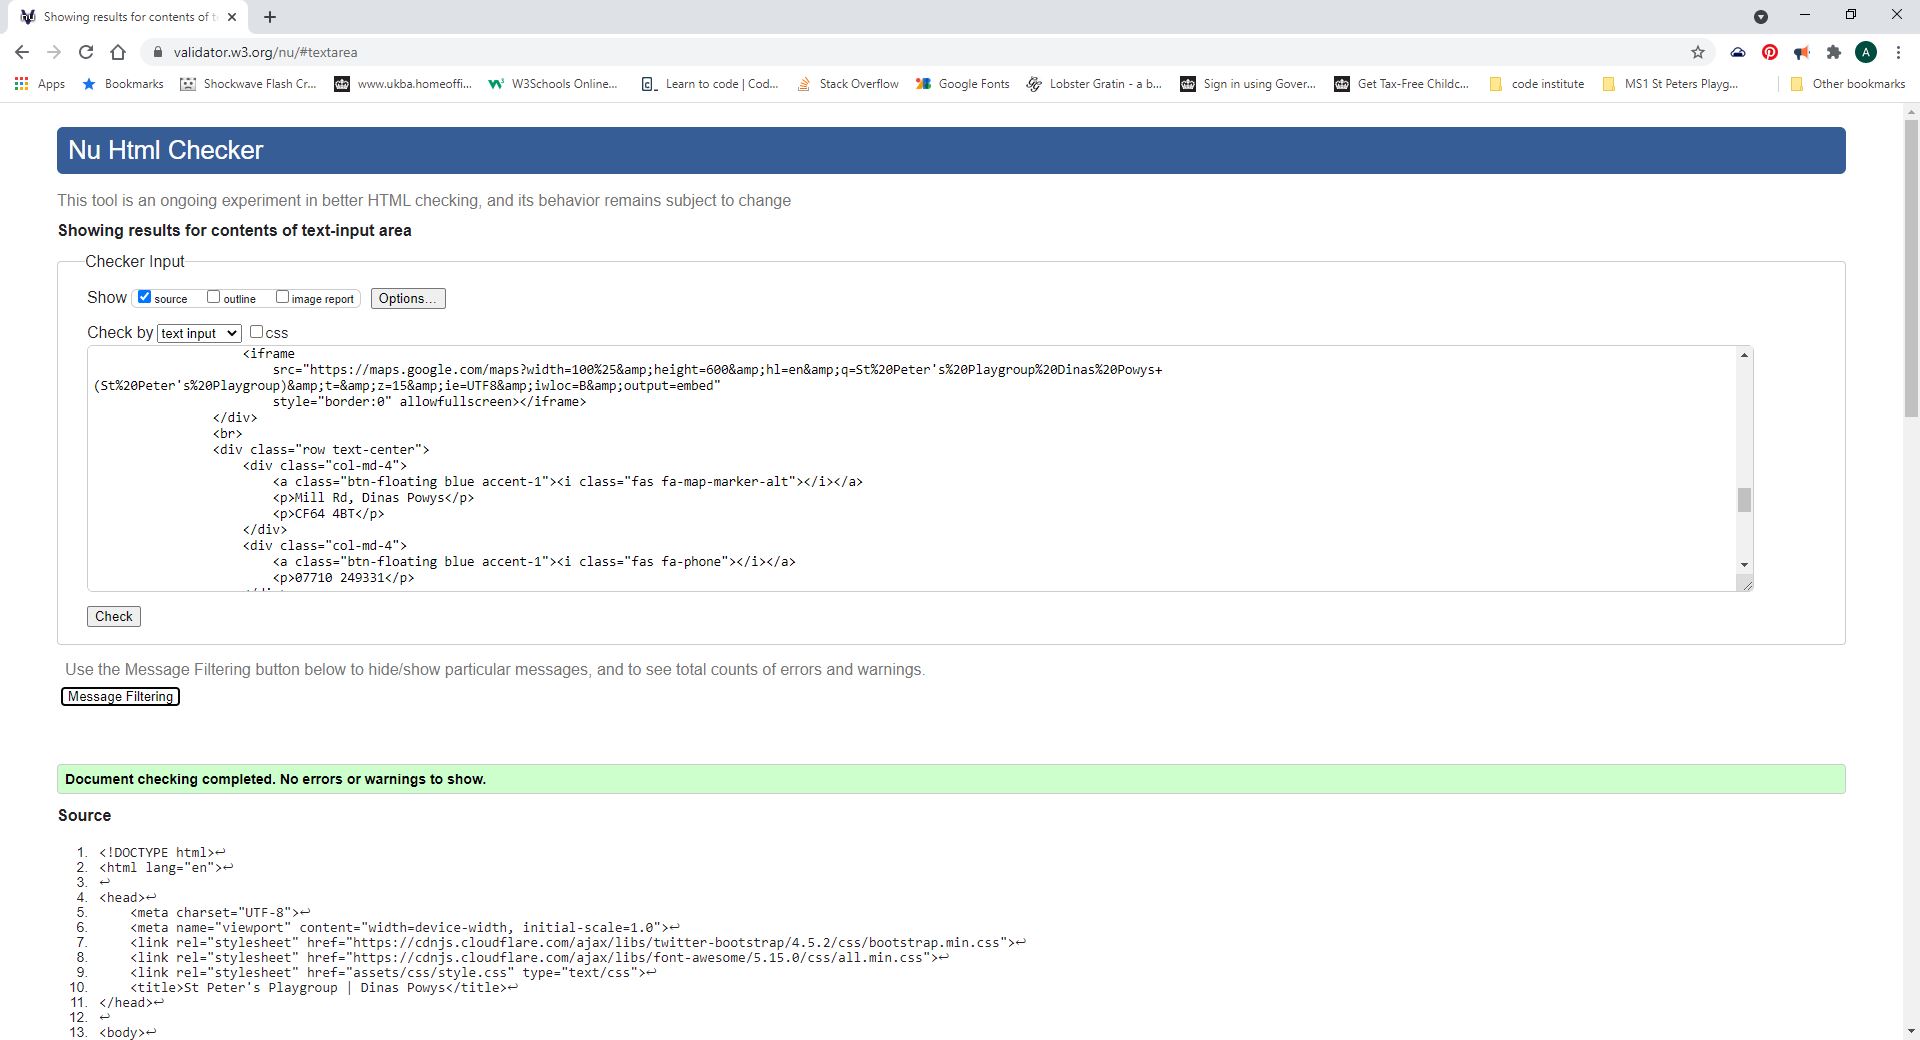 Showing results for contents of t
validator.w3.org/nu/#textarea
A
Apps
Bookmarks
Shockwave Flash Cr...
www.ukba.homeoffi...
W3Schools Online...
Learn to code | Cod...
Stack Overflow
Google Fonts
Lobster Gratin - a b...
Sign in using Gover...
Get Tax-Free Childc...
code institute
MS1 St Peters Playg...
Other bookmarks
Nu Html Checker
This tool is an ongoing experiment in better HTML checking, and its behavior remains subject to change
Showing results for contents of text-input area
Checker Input
Show source outline image report Options...
Check by text input css
<iframe
src="https://maps.google.com/maps?width=100%25&amp;height=600&amp;hl=en&amp;q=St%20Peter's%20Playgroup%20Dinas%20Powys+
(St%20Peter's%20Playgroup)&amp;t=&amp;z=15&amp;ie=UTF8&amp;iwloc=B&amp;output=embed"
style="border:0" allowfullscreen></iframe>
</div>
<br>
<div class="row text-center">
<div class="col-md-4">
<a class="btn-floating blue accent-1"><i class="fas fa-map-marker-alt"></i></a>
<p>Mill Rd, Dinas Powys</p>
<p>CF64 4BT</p>
</div>
<div class="col-md-4">
<a class="btn-floating blue accent-1"><i class="fas fa-phone"></i></a>
<p>07710 249331</p>
Check
Use the Message Filtering button below to hide/show particular messages, and to see total counts of errors and warnings.
Message Filtering
Document checking completed. No errors or warnings to show.
Source
1. <!DOCTYPE html>↩
2. <html lang="en">↩
3. ↩
4. <head>↩
5. <meta charset="UTF-8">↩
6. <meta name="viewport" content="width=device-width, initial-scale=1.0">↩
7. <link rel="stylesheet" href="https://cdnjs.cloudflare.com/ajax/libs/twitter-bootstrap/4.5.2/css/bootstrap.min.css">↩
8. <link rel="stylesheet" href="https://cdnjs.cloudflare.com/ajax/libs/font-awesome/5.15.0/css/all.min.css">↩
9. <link rel="stylesheet" href="assets/css/style.css" type="text/css">↩
10. <title>St Peter's Playgroup | Dinas Powys</title>↩
11. </head>↩
12. ↩
13. <body>↩